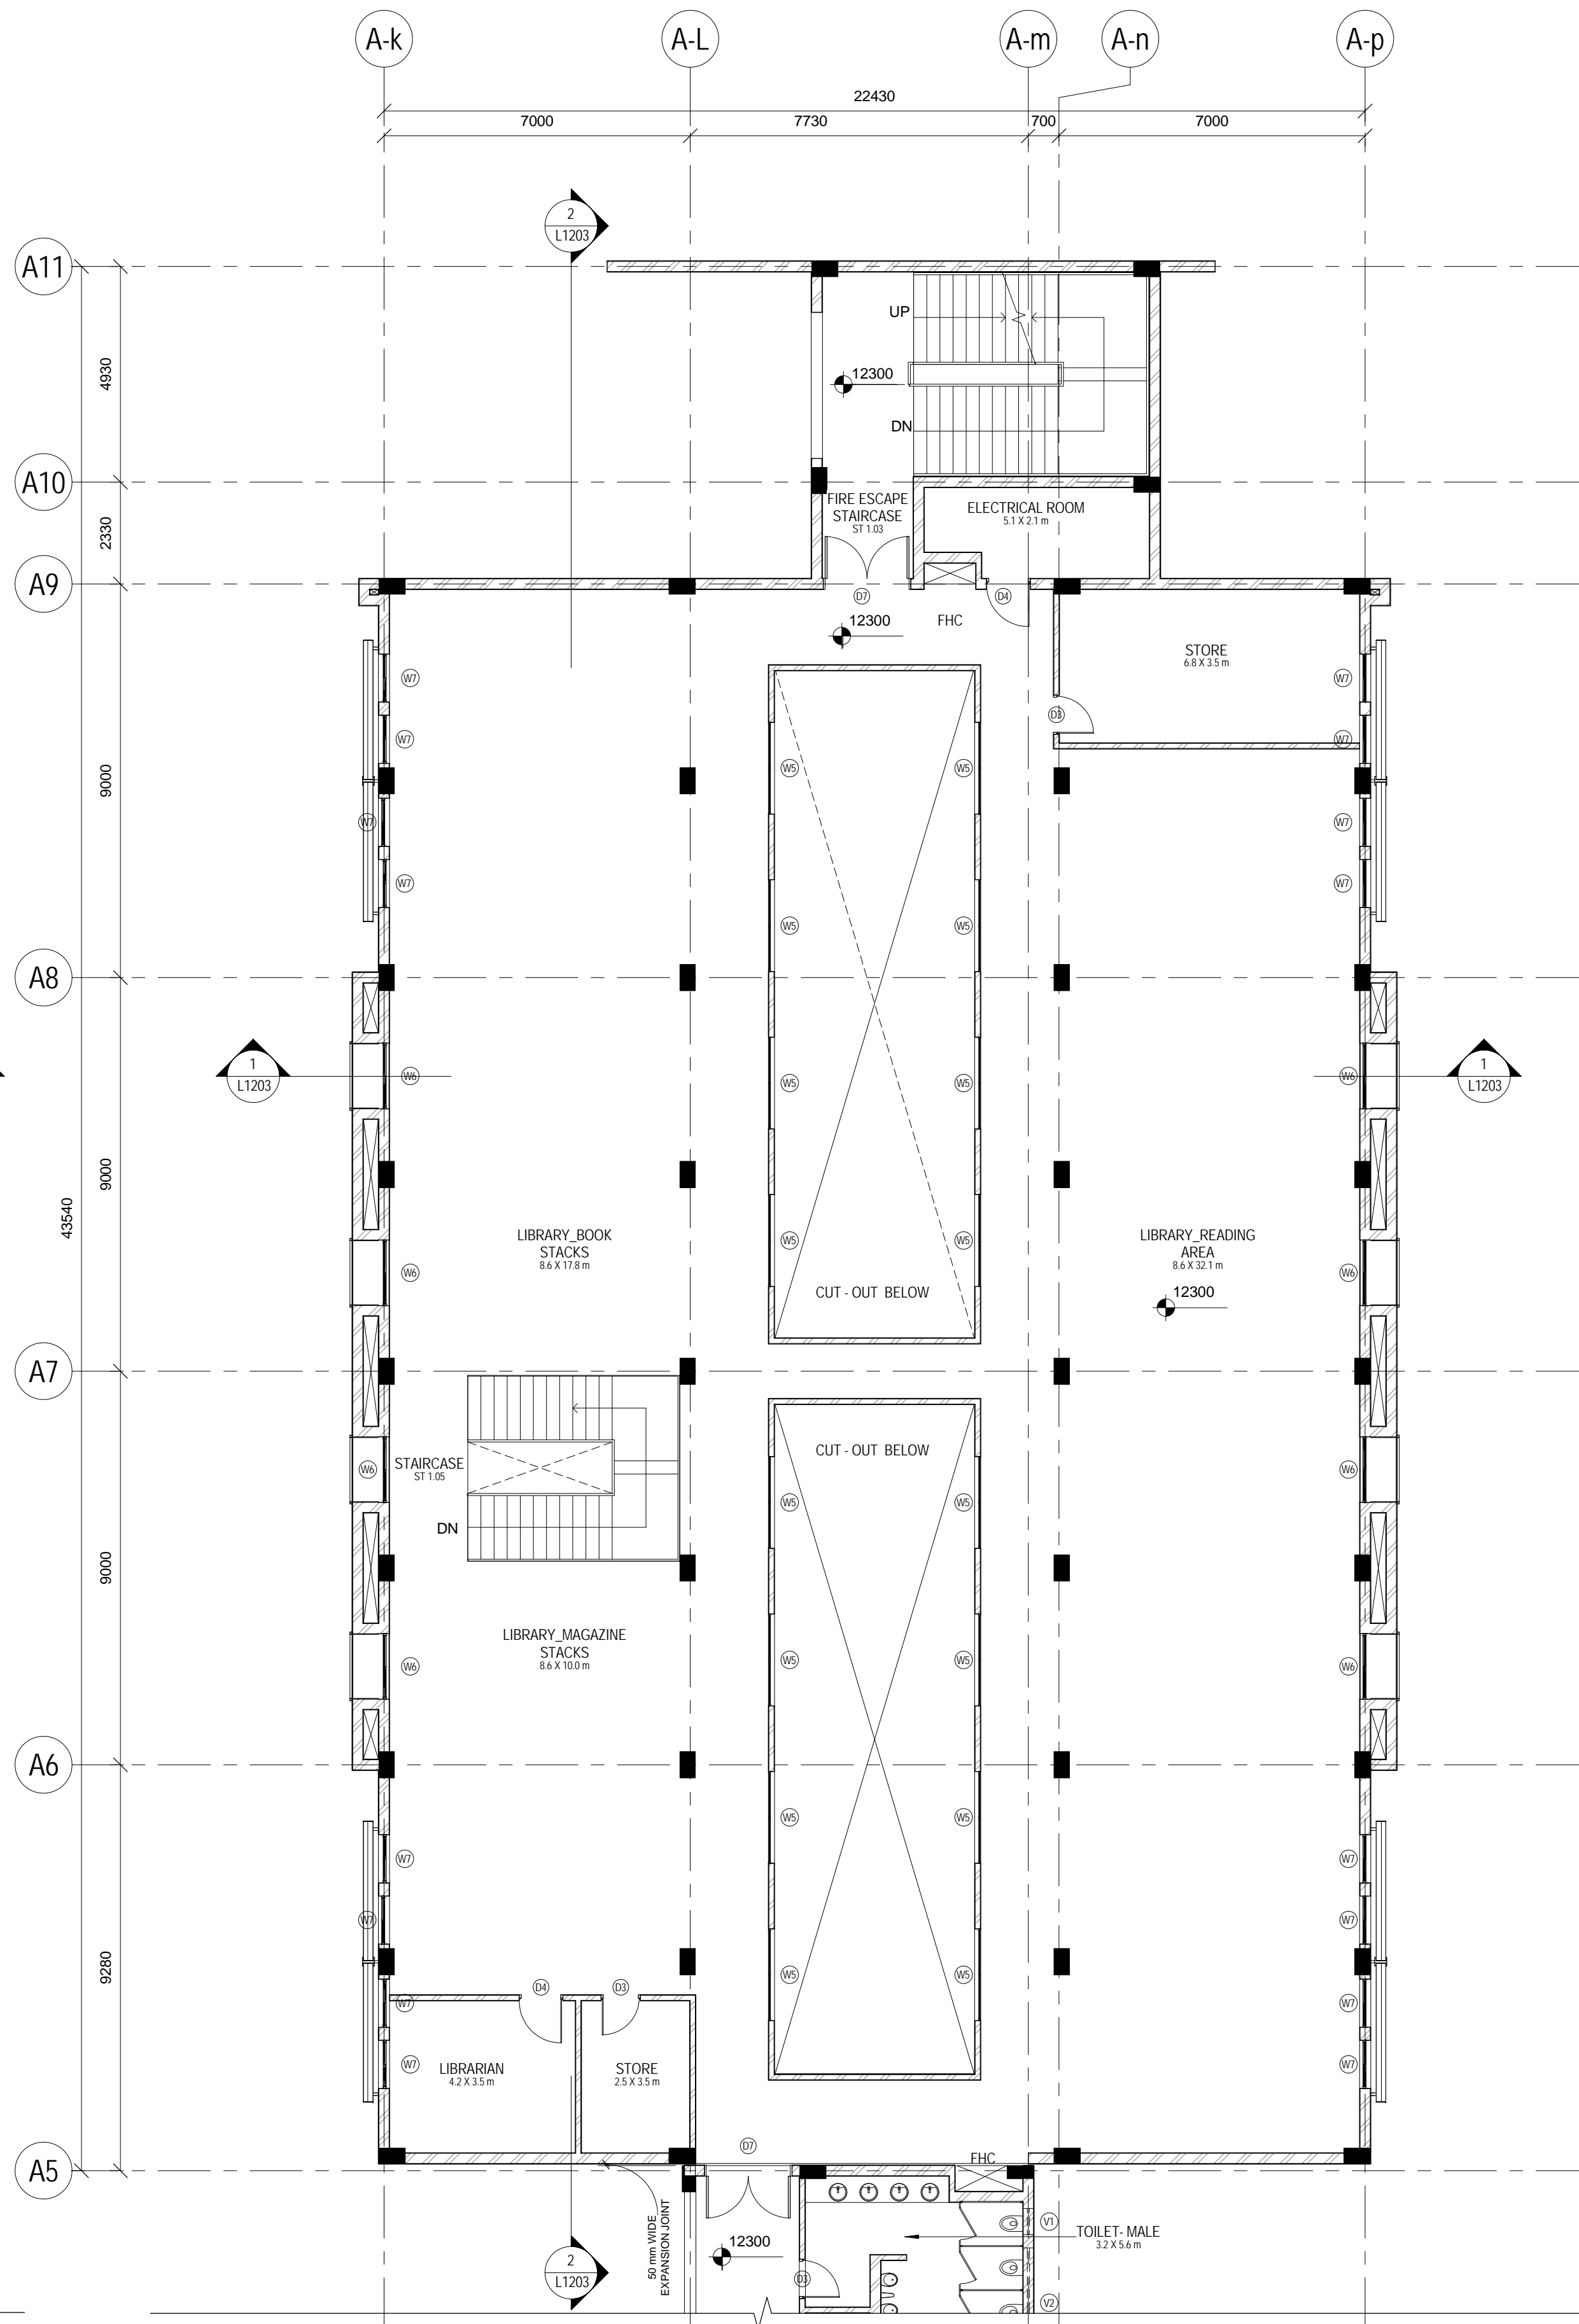 A-k
A-L
A-m
A-n
A-p
22430
7000
7730
700
7000
2
L1203
A11
UP
4930
12300
DN
A10
FIRE ESCAPE
STAIRCASE
ST 1.03
ELECTRICAL ROOM
5.1 X 2.1 m
2330
A9
D7
D4
12300
FHC
STORE
6.8 X 3.5 m
W7
W7
D3
W7
W7
W5
W5
9000
W7
W7
W7
W7
W5
W5
A8
1
L1203
W6
W5
W5
W6
1
L1203
9000
43540
LIBRARY_BOOK
STACKS
8.6 X 17.8 m
W5
W5
LIBRARY_READING
AREA
8.6 X 32.1 m
W6
W6
12300
CUT - OUT BELOW
A7
CUT - OUT BELOW
W6
STAIRCASE
ST 1.05
W6
W5
W5
DN
9000
LIBRARY_MAGAZINE
STACKS
8.6 X 10.0 m
W6
W5
W5
W6
A6
W5
W5
W7
W7
W7
W7
9280
W5
W5
D4
D3
W7
W7
LIBRARIAN
4.2 X 3.5 m
STORE
2.5 X 3.5 m
W7
W7
D7
FHC
A5
50 mm WIDE
EXPANSION JOINT
V1
TOILET- MALE
3.2 X 5.6 m
12300
2
L1203
D3
V2